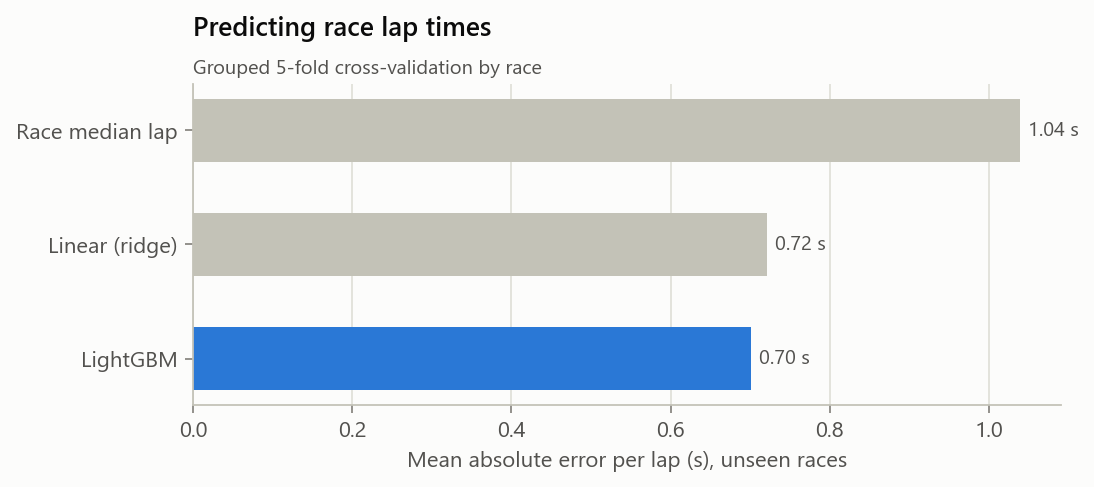 Predicting race lap times
Grouped 5-fold cross-validation by race
Race median lap
1.04 s
Linear (ridge)
0.72 s
LightGBM
0.70 s
0.0 0.2 0.4 0.6 0.8 1.0
Mean absolute error per lap (s), unseen races